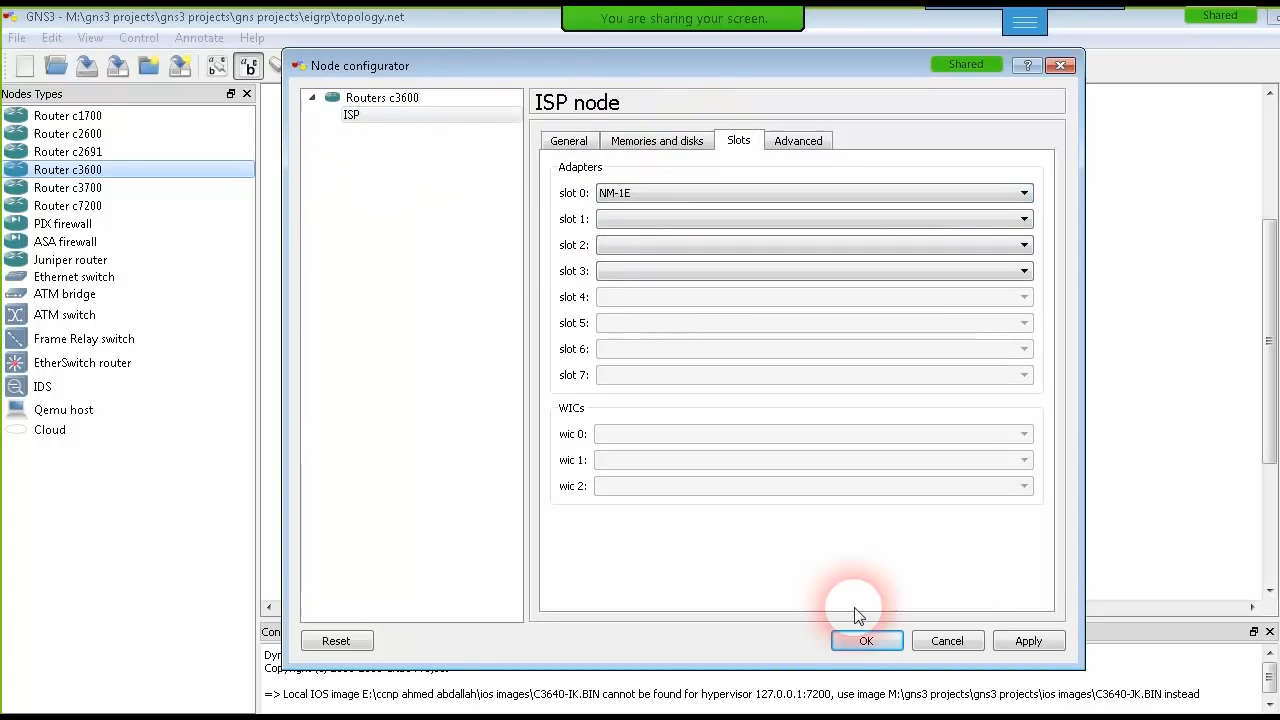 GNS3 - M:\gns3 projects\gns3 projects\gns projects\eigrp\topology.net
You are sharing your screen.
Shared
File Edit View Control Annotate Help
Node configurator
Shared
Nodes Types
Router c1700
Router c2600
Router c2691
Router c3600
Router c3700
Router c7200
PIX firewall
ASA firewall
Juniper router
Ethernet switch
ATM bridge
ATM switch
Frame Relay switch
EtherSwitch router
IDS
Qemu host
Cloud
Routers c3600
ISP
ISP node
General Memories and disks Slots Advanced
Adapters
slot 0: NM-1E
slot 1:
slot 2:
slot 3:
slot 4:
slot 5:
slot 6:
slot 7:
WICs
wic 0:
wic 1:
wic 2:
Reset OK Cancel Apply
=> Local IOS image E:\ccnp ahmed abdallah\ios images\C3640-IK.BIN cannot be found for hypervisor 127.0.0.1:7200, use image M:\gns3 projects\gns3 projects\ios images\C3640-JK.BIN instead